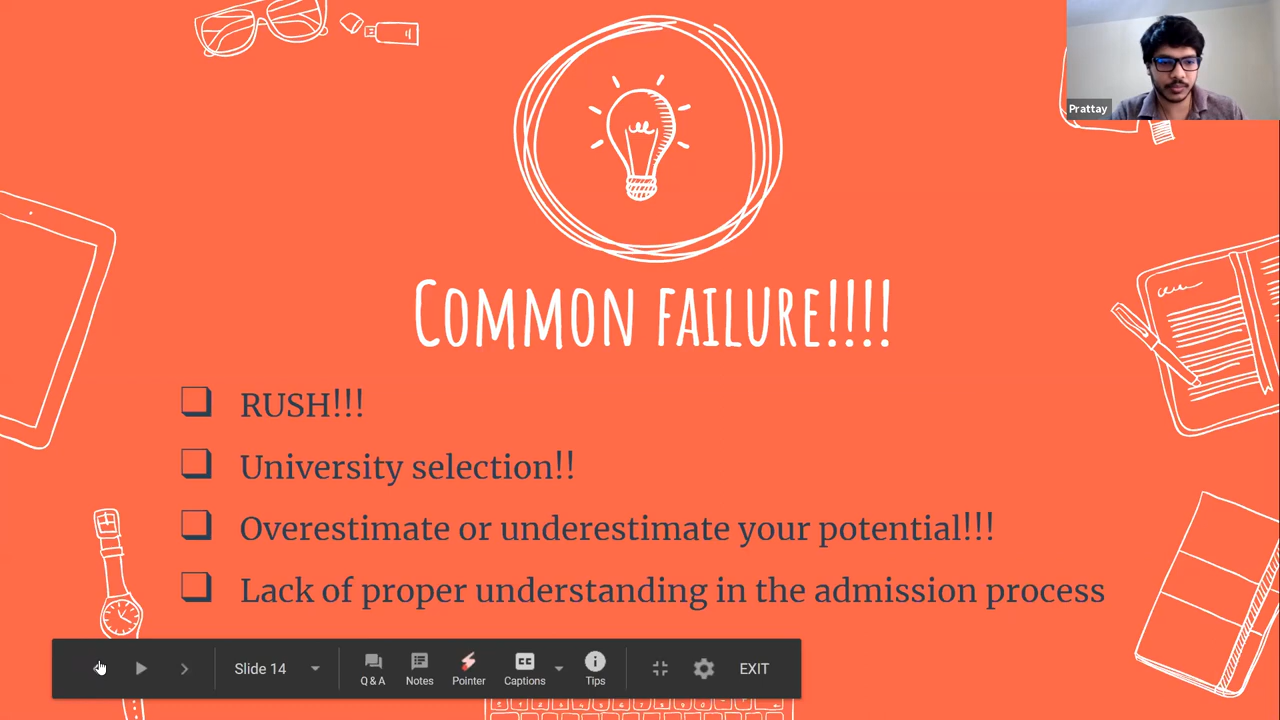 Prattay
COMMON FAILURE!!!!
❑ RUSH!!!
❑ University selection!!
❑ Overestimate or underestimate your potential!!!
❑ Lack of proper understanding in the admission process
Slide 14
Q & A
Notes
Pointer
CC
Captions
Tips
EXIT